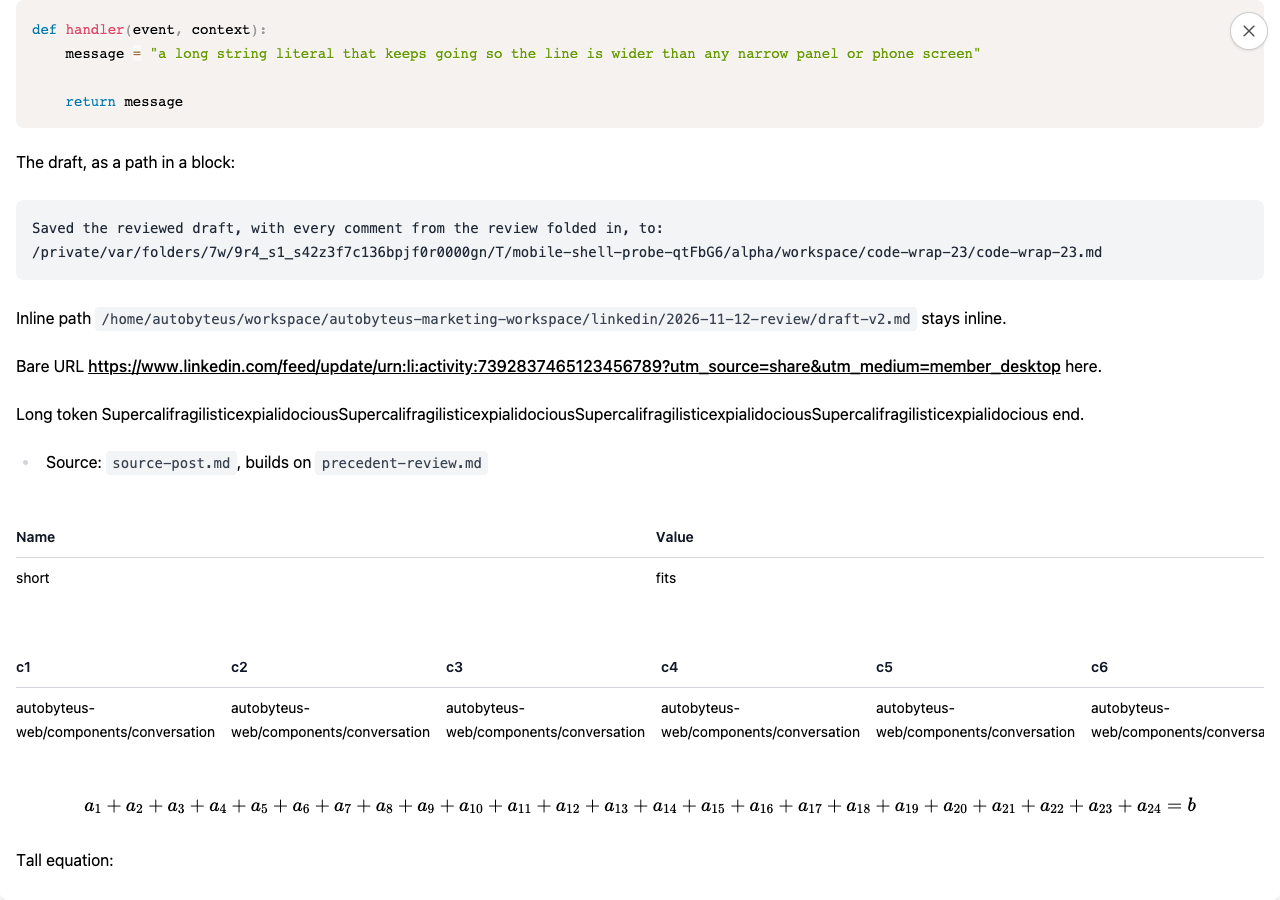 def handler(event, context):
    message = "a long string literal that keeps going so the line is wider than any narrow panel or phone screen"
    return message
The draft, as a path in a block:
Saved the reviewed draft, with every comment from the review folded in, to:
/private/var/folders/7w/9r4_s1_s42z3f7c136bpjf0r0000gn/T/mobile-shell-probe-qtFbG6/alpha/workspace/code-wrap-23/code-wrap-23.md
Inline path /home/autobyteus/workspace/autobyteus-marketing-workspace/linkedin/2026-11-12-review/draft-v2.md stays inline.
Bare URL https://www.linkedin.com/feed/update/urn:li:activity:7392837465123456789?utm_source=share&utm_medium=member_desktop here.
Long token SupercalifragilisticexpialidociousSupercalifragilisticexpialidociousSupercalifragilisticexpialidociousSupercalifragilisticexpialidocious end.
• Source: source-post.md, builds on precedent-review.md
Name Value
short fits
c1 c2 c3 c4 c5 c6
autobyteus- autobyteus- autobyteus- autobyteus- autobyteus- autobyteus-
web/components/conversation web/components/conversation web/components/conversation web/components/conversation web/components/conversation web/components/conversa
a₁ + a₂ + a₃ + a₄ + a₅ + a₆ + a₇ + a₈ + a₉ + a₁₀ + a₁₁ + a₁₂ + a₁₃ + a₁₄ + a₁₅ + a₁₆ + a₁₇ + a₁₈ + a₁₉ + a₂₀ + a₂₁ + a₂₂ + a₂₃ + a₂₄ = b
Tall equation: